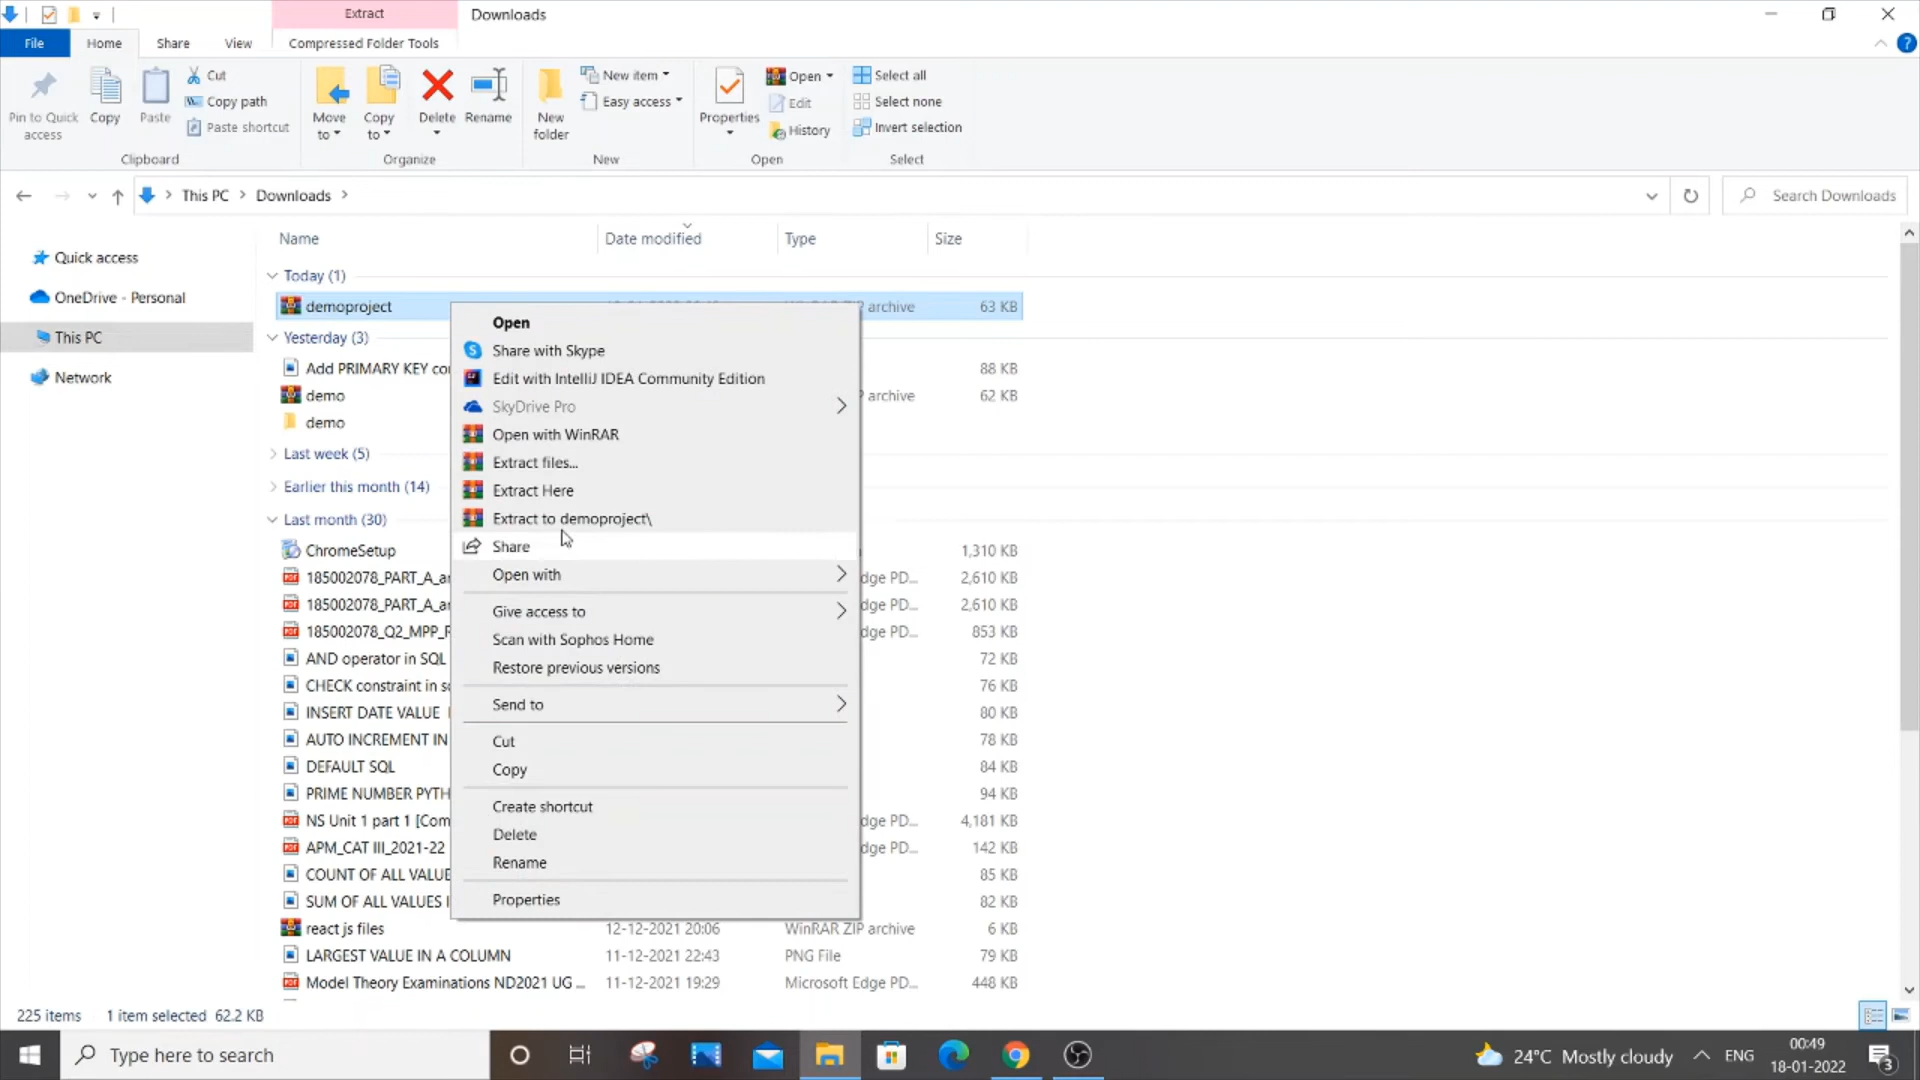 Extract
Downloads
File
Home
Share
View
Compressed Folder Tools
Pin to Quick access
Copy
Paste
Cut
Copy path
Paste shortcut
Clipboard
Move to
Copy to
Delete
Rename
Organize
New folder
New item
Easy access
New
Properties
Open
Edit
History
Open
Select all
Select none
Invert selection
Select
This PC
Downloads
Search Downloads
Name
Date modified
Type
Size
Quick access
OneDrive - Personal
This PC
Network
Today (1)
demoproject archive 63 KB
Yesterday (3)
Add PRIMARY KEY 88 KB
demo archive 62 KB
demo
Last week (5)
Earlier this month (14)
Last month (30)
ChromeSetup 1,310 KB
185002078_PART_A_a dge PD... 2,610 KB
185002078_PART_A_a dge PD... 2,610 KB
185002078_Q2_MPP_ dge PD... 853 KB
AND operator in SQL 72 KB
CHECK constraint in 76 KB
INSERT DATE VALUE 80 KB
AUTO INCREMENT IN 78 KB
DEFAULT SQL 84 KB
PRIME NUMBER PYTH 94 KB
NS Unit 1 part 1 [Com dge PD... 4,181 KB
APM_CAT III_2021-22 dge PD... 142 KB
COUNT OF ALL VALUE 85 KB
SUM OF ALL VALUES 82 KB
react js files 12-12-2021 20:06 WinRAR ZIP archive 6 KB
LARGEST VALUE IN A COLUMN 11-12-2021 22:43 PNG File 79 KB
Model Theory Examinations ND2021 UG ... 11-12-2021 19:29 Microsoft Edge PD... 448 KB
Open
Share with Skype
Edit with IntelliJ IDEA Community Edition
SkyDrive Pro
Open with WinRAR
Extract files...
Extract Here
Extract to demoproject\
Share
Open with
Give access to
Scan with Sophos Home
Restore previous versions
Send to
Cut
Copy
Create shortcut
Delete
Rename
Properties
225 items
1 item selected 62.2 KB
Type here to search
24°C Mostly cloudy
ENG
00:49
18-01-2022
3